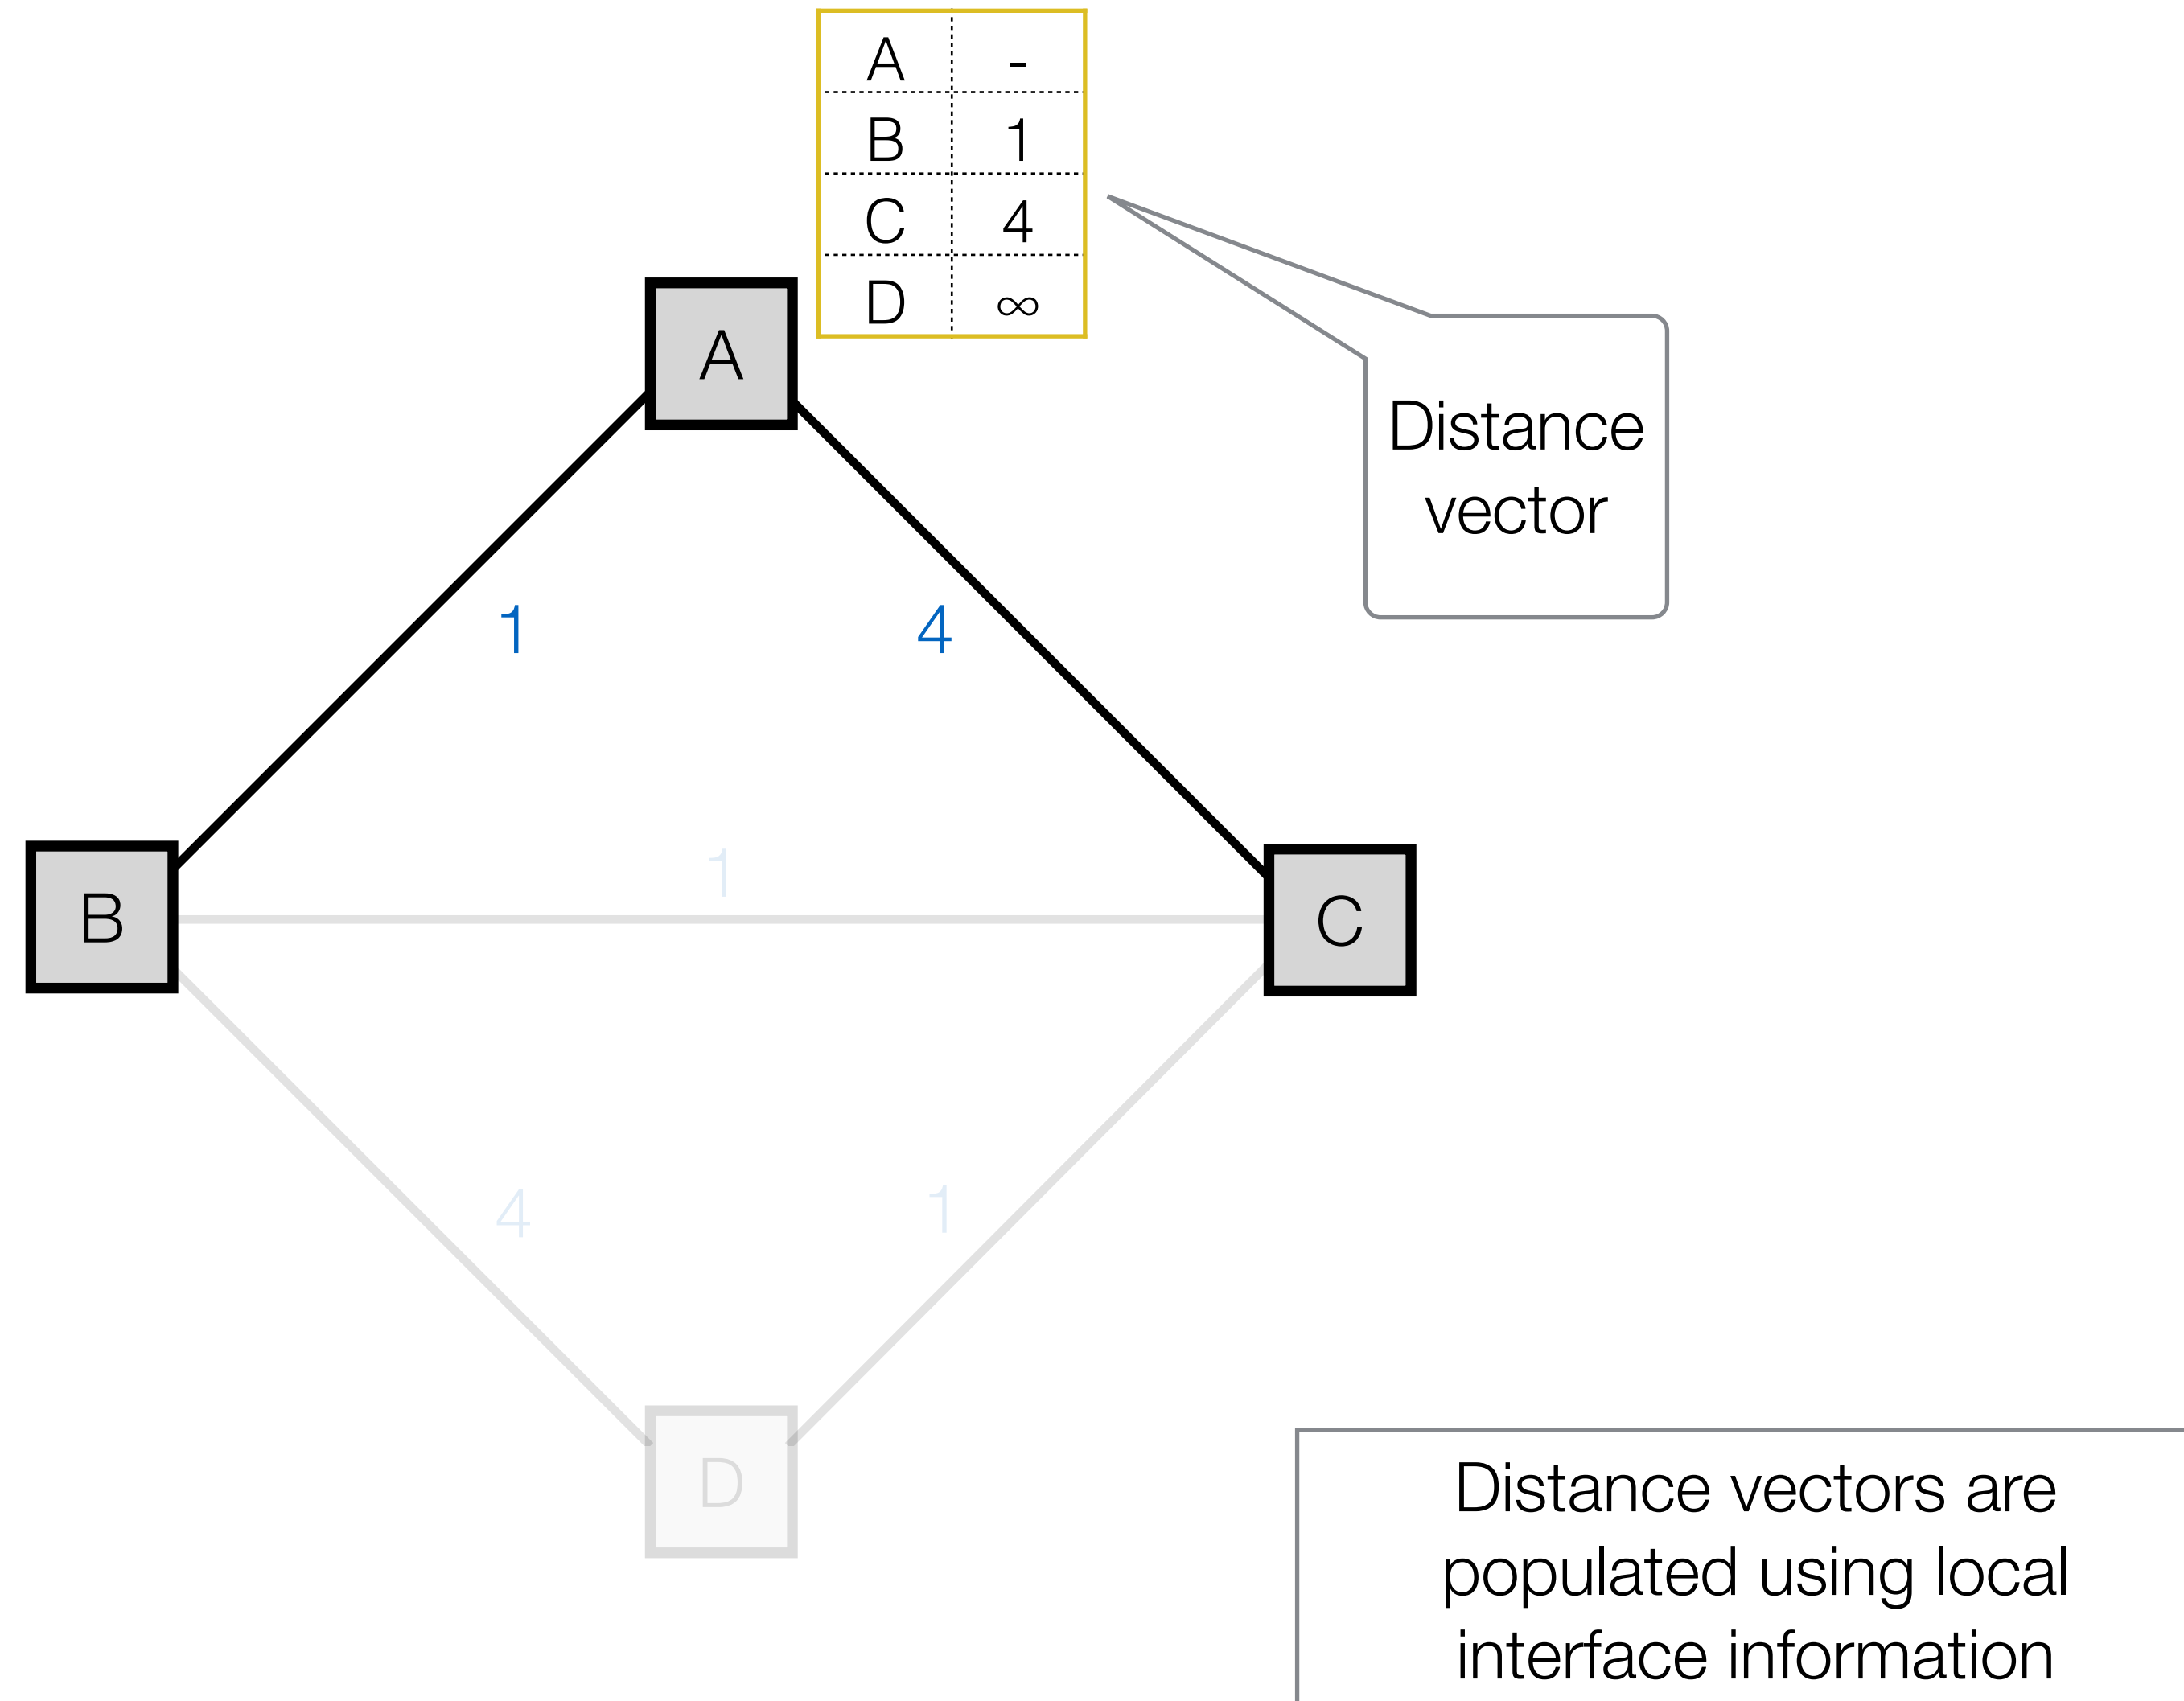 A -
B 1
C 4
D ∞
A
Distance
vector
1
4
1
B
C
4
1
D
Distance vectors are
populated using local
interface information